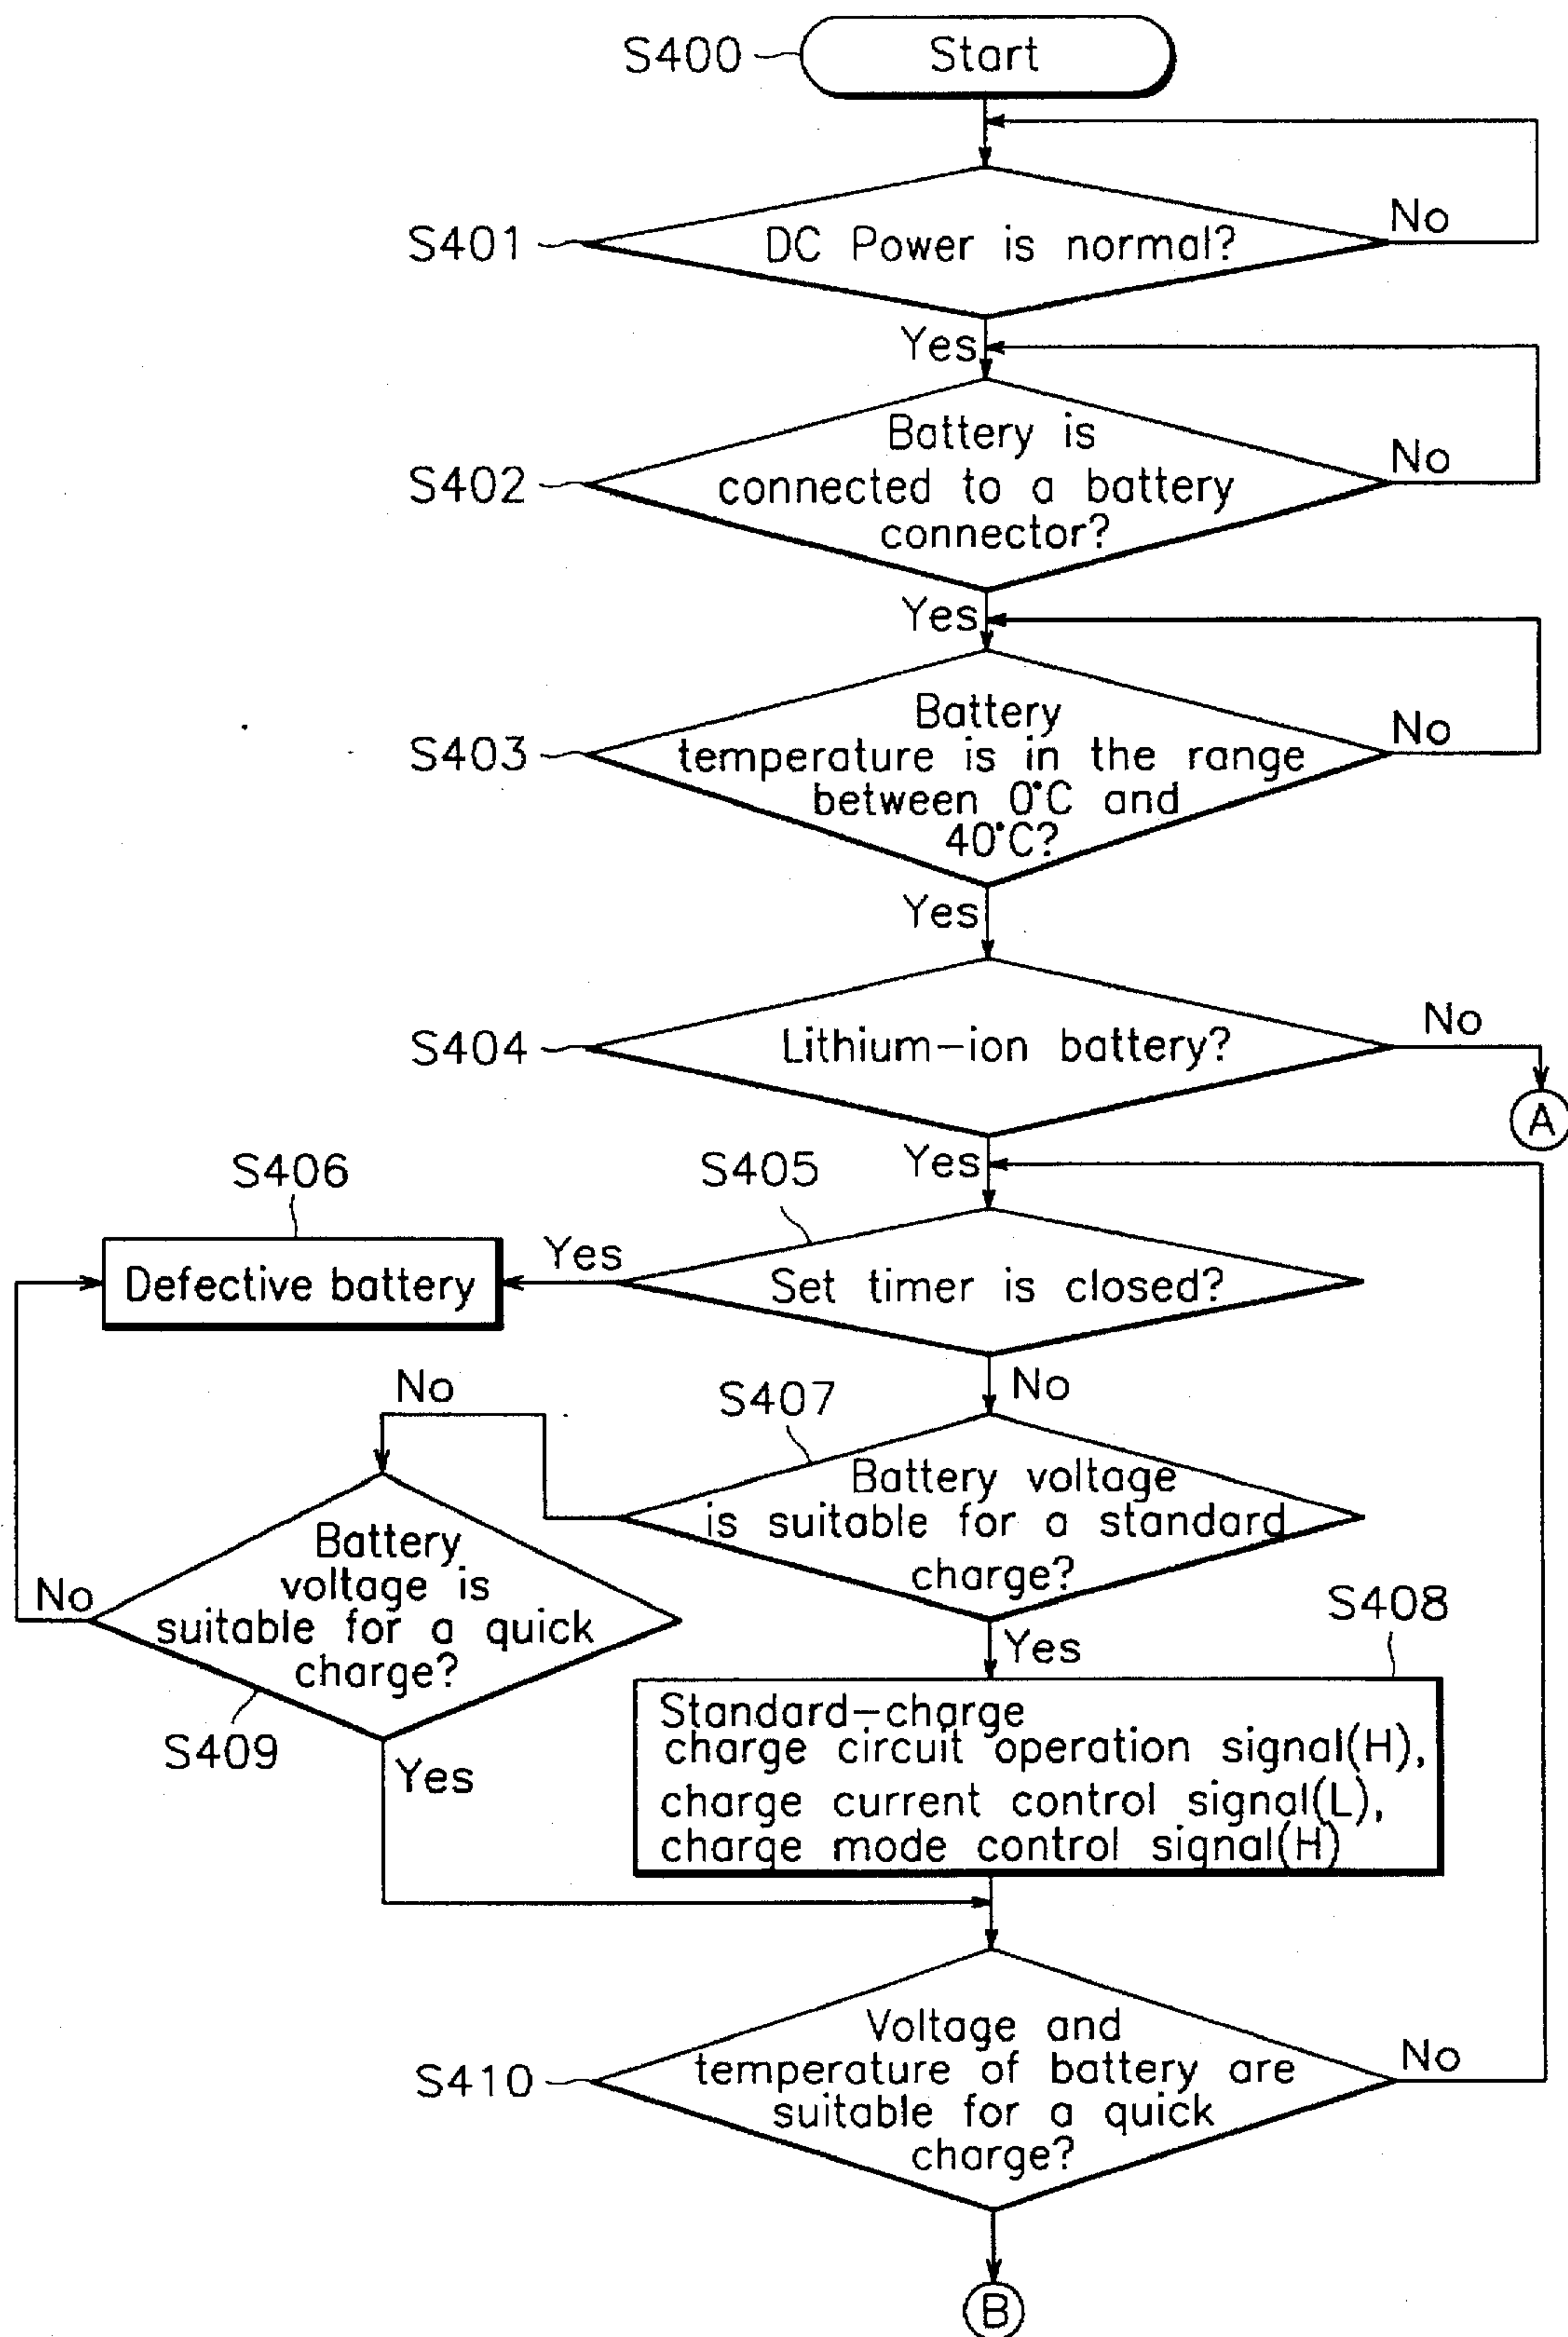 S400
Start
No
S401
DC Power is normal?
Yes
Battery is
No
S402
connected to a battery
connector?
Yes
Battery
No
S403
temperature is in the range
between 0°C and
40°C?
Yes
No
S404
Lithium-ion battery?
A
Yes
S405
S406
Yes
Defective battery
Set timer is closed?
No
No
S407
Battery voltage
is suitable for a standard
charge?
Battery
voltage is
No
suitable for a quick
charge?
S409
Yes
Yes
S408
Standard-charge
charge circuit operation signal(H),
charge current control signal(L),
charge mode control signal(H)
Voltage and
No
S410
temperature of battery are
suitable for a quick
charge?
B